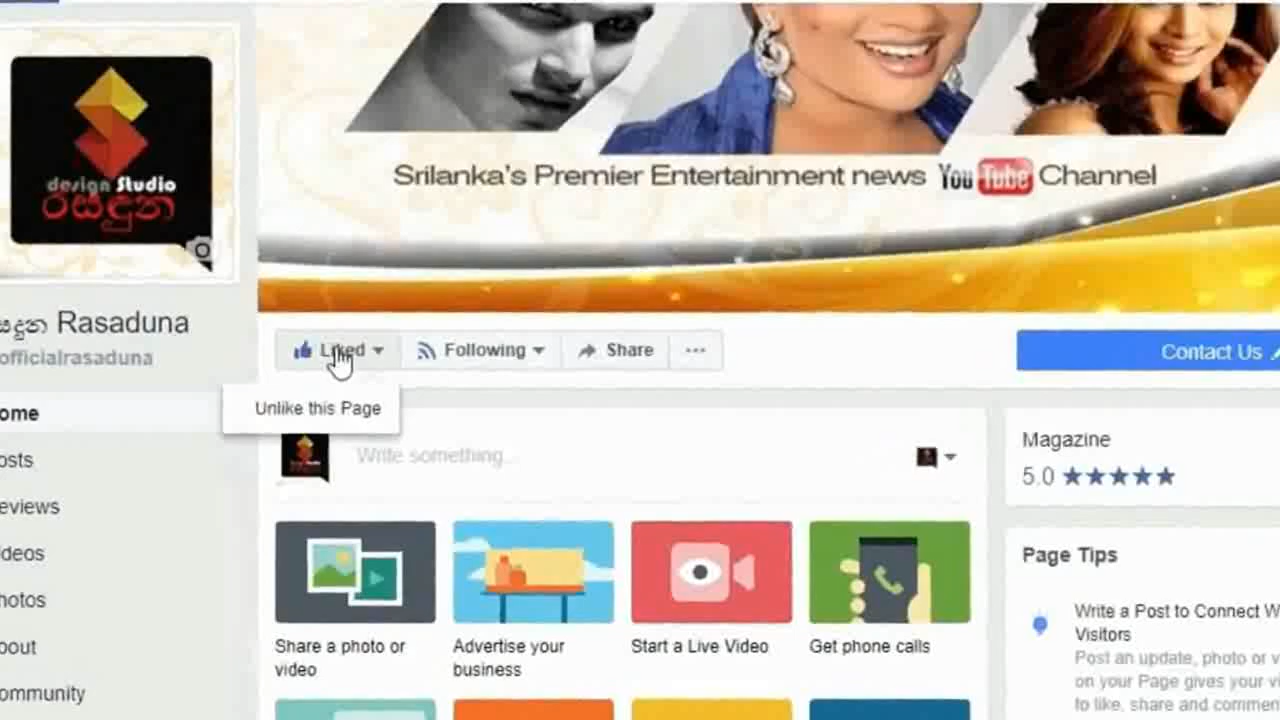 Srilanka's Premier Entertainment news YouTube Channel
design Studio
රසඳුන
සඳුන Rasaduna
officialrasaduna
Liked Following Share ...
Contact Us
Unlike this Page
ome
osts
eviews
deos
hotos
bout
ommunity
Write something...
Share a photo or
video
Advertise your
business
Start a Live Video
Get phone calls
Magazine
5.0
Page Tips
Write a Post to Connect W
Visitors
Post an update, photo or v
on your Page gives your vi
to like, share and commen